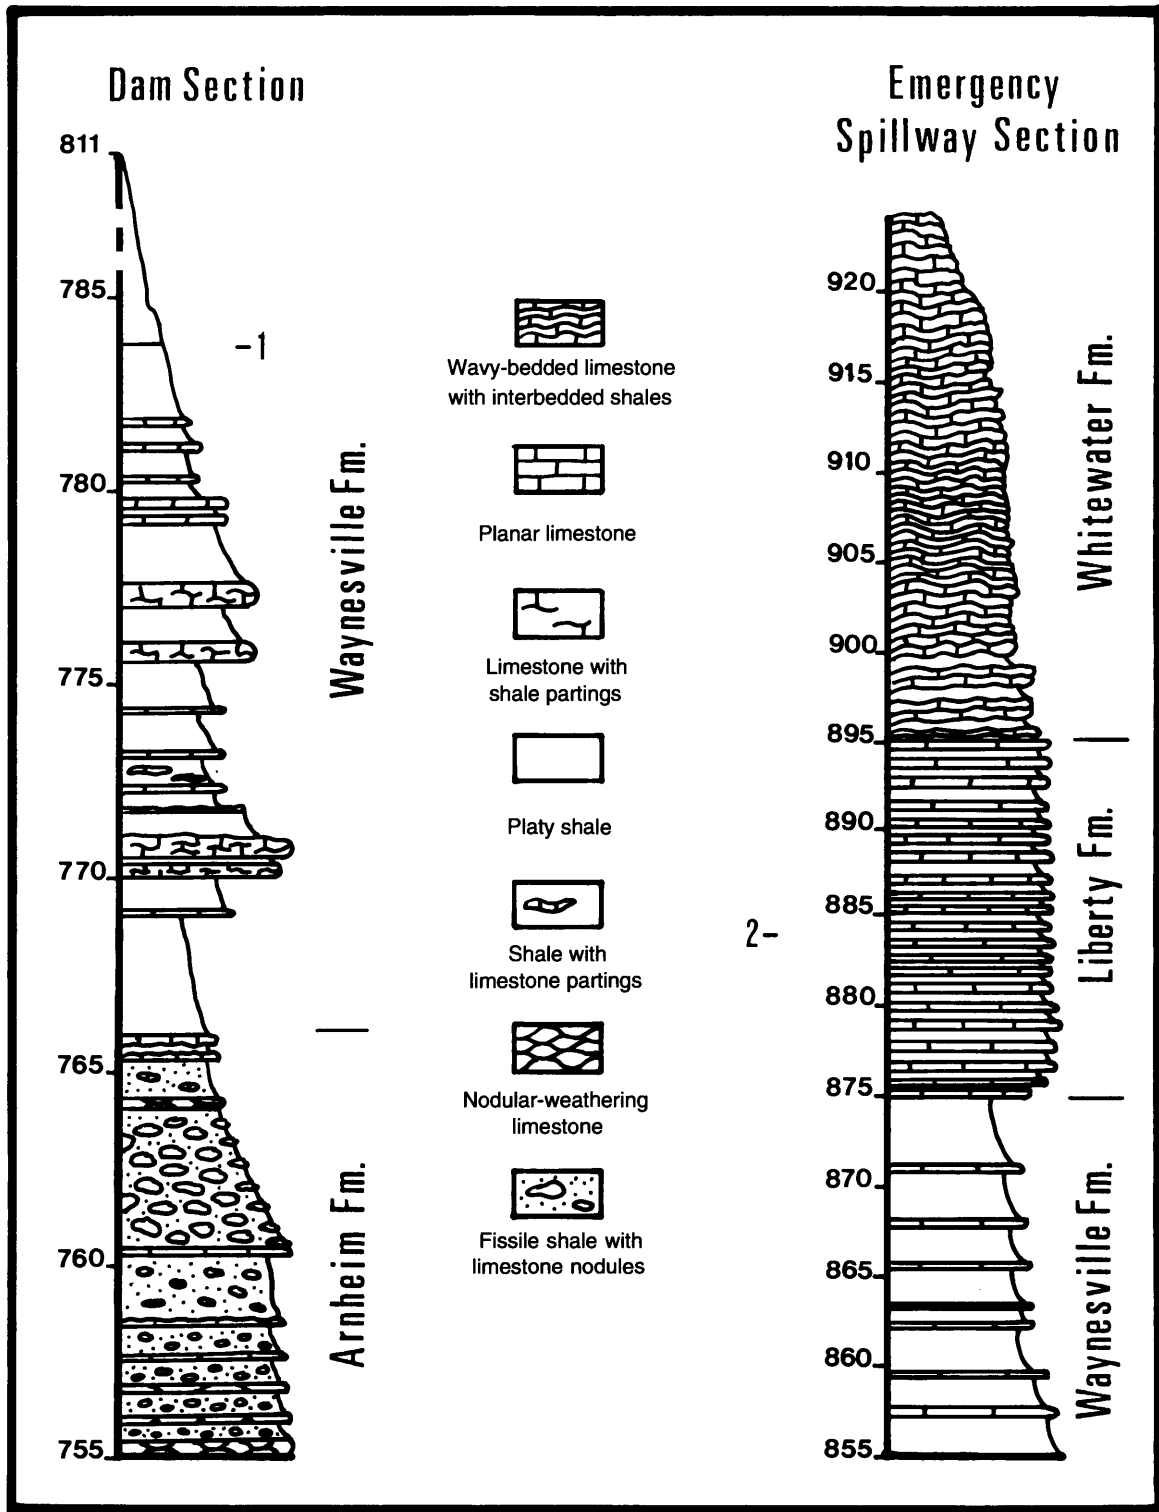 Dam Section
811
785
-1
780
775
770
765
760
755
Waynesville Fm.
Arnheim Fm.
Wavy-bedded limestone
with interbedded shales
Planar limestone
Limestone with
shale partings
Platy shale
Shale with
limestone partings
Nodular-weathering
limestone
Fissile shale with
limestone nodules
Emergency
Spillway Section
920
915
910
905
900
895
890
885
2-
880
875
870
865
860
855
Whitewater Fm.
Liberty Fm.
Waynesville Fm.